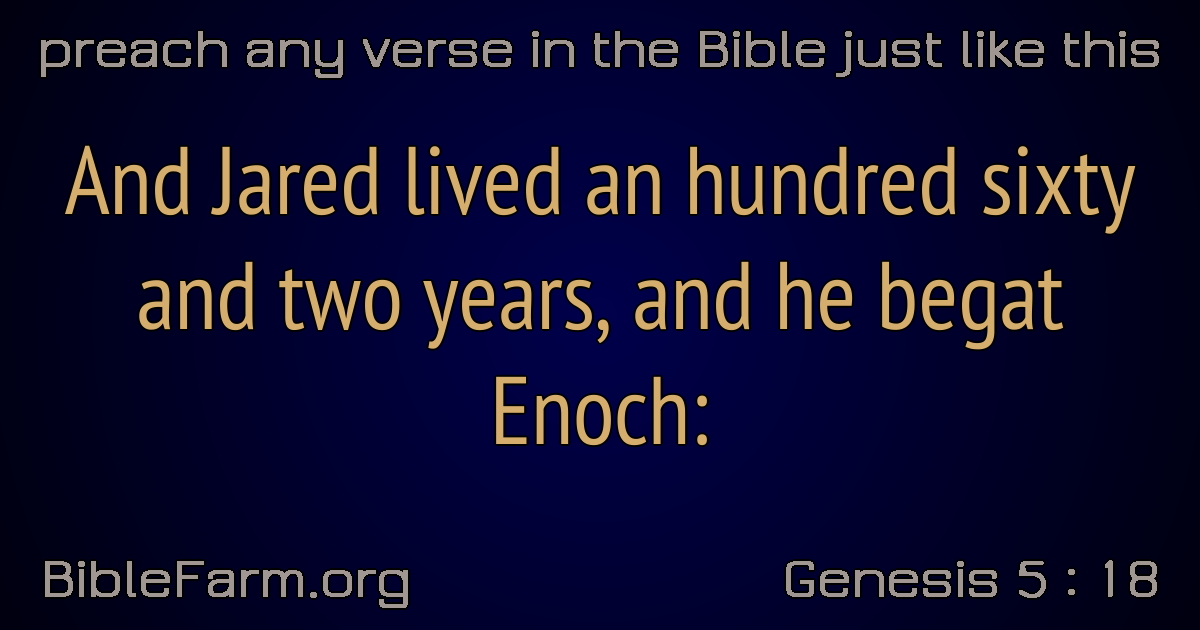 preach any verse in the Bible just like this
And Jared lived an hundred sixty
and two years, and he begat
Enoch:
BibleFarm.org
Genesis 5 : 18